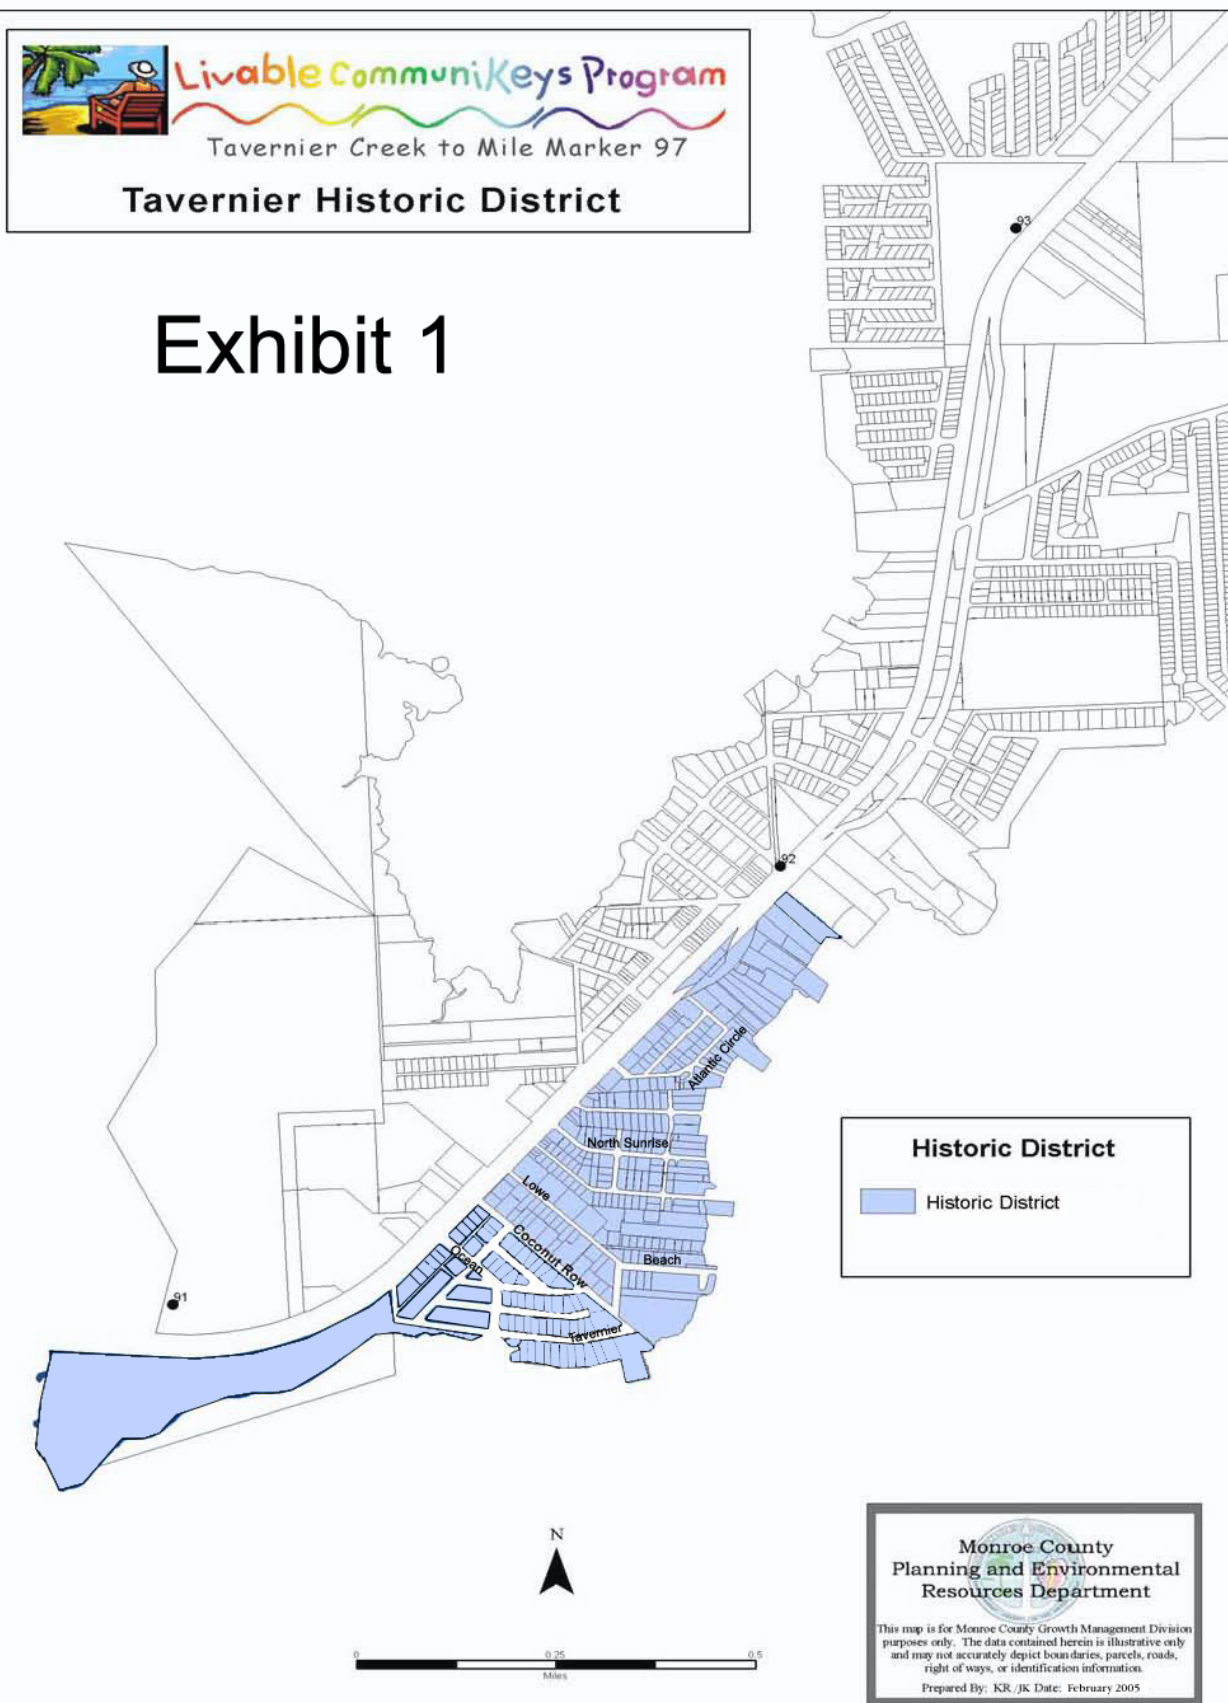 Livable CommuniKeys Program
Tavernier Creek to Mile Marker 97
Tavernier Historic District
Exhibit 1
93
92
Atlantic Circle
North Sunrise
Lowe
Coconut Row
Ocean
Beach
Tavernier
91
Historic District
Historic District
N
0 0.25 0.5
Miles
Monroe County
Planning and Environmental
Resources Department
This map is for Monroe County Growth Management Division
purposes only. The data contained herein is illustrative only
and may not accurately depict boundaries, parcels, roads,
right of ways, or identification information.
Prepared By: KR /JK Date: February 2005